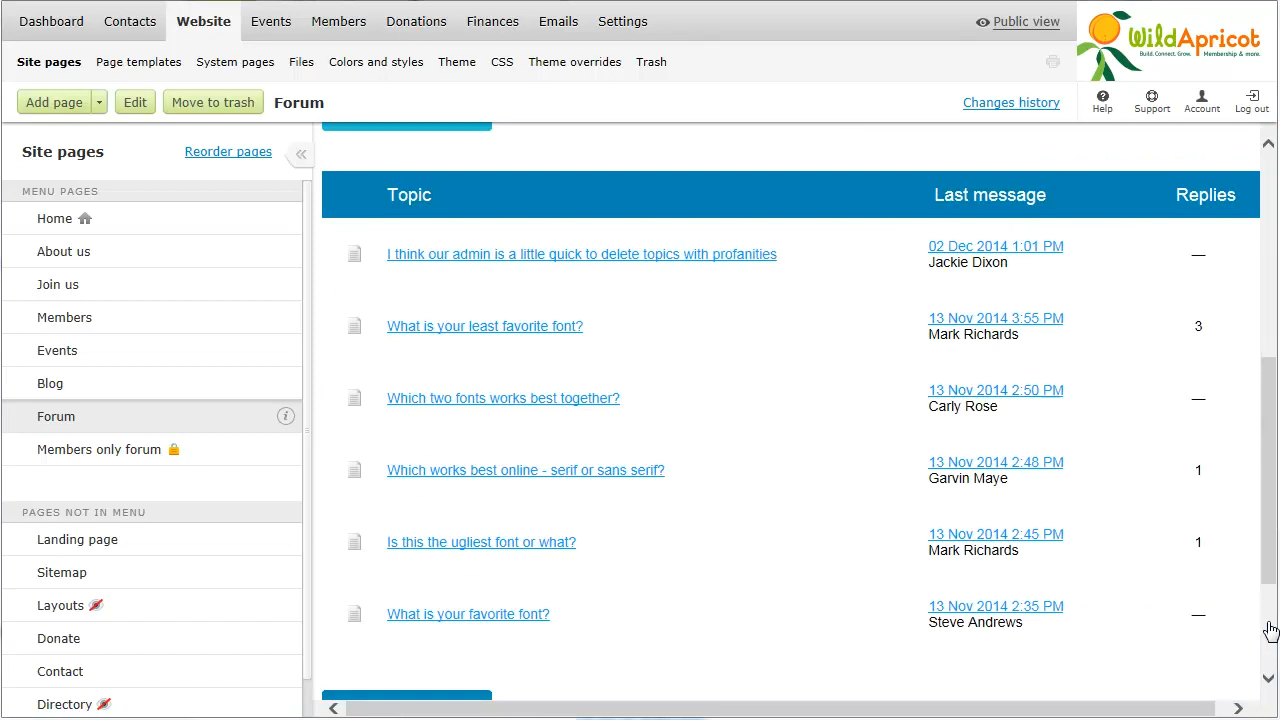 Dashboard Contacts Website Events Members Donations Finances Emails Settings Public view
WildApricot
Build. Connect. Grow. Membership & more.
Site pages Page templates System pages Files Colors and styles CSS overrides Trash
Add page Edit Move to trash Forum Changes history
Help Support Account Log out
Site pages Reorder pages
MENU PAGES
Home
About us
Join us
Members
Events
Blog
Forum
Members only forum
PAGES NOT IN MENU
Landing page
Sitemap
Layouts
Donate
Contact
Directory
Topic Last message Replies
I think our admin is a little quick to delete topics with profanities 02 Dec 2014 1:01 PM —
Jackie Dixon
What is your least favorite font? 13 Nov 2014 3:55 PM 3
Mark Richards
Which two fonts works best together? 13 Nov 2014 2:50 PM —
Carly Rose
Which works best online - serif or sans serif? 13 Nov 2014 2:48 PM 1
Garvin Maye
Is this the ugliest font or what? 13 Nov 2014 2:45 PM 1
Mark Richards
What is your favorite font? 13 Nov 2014 2:35 PM —
Steve Andrews